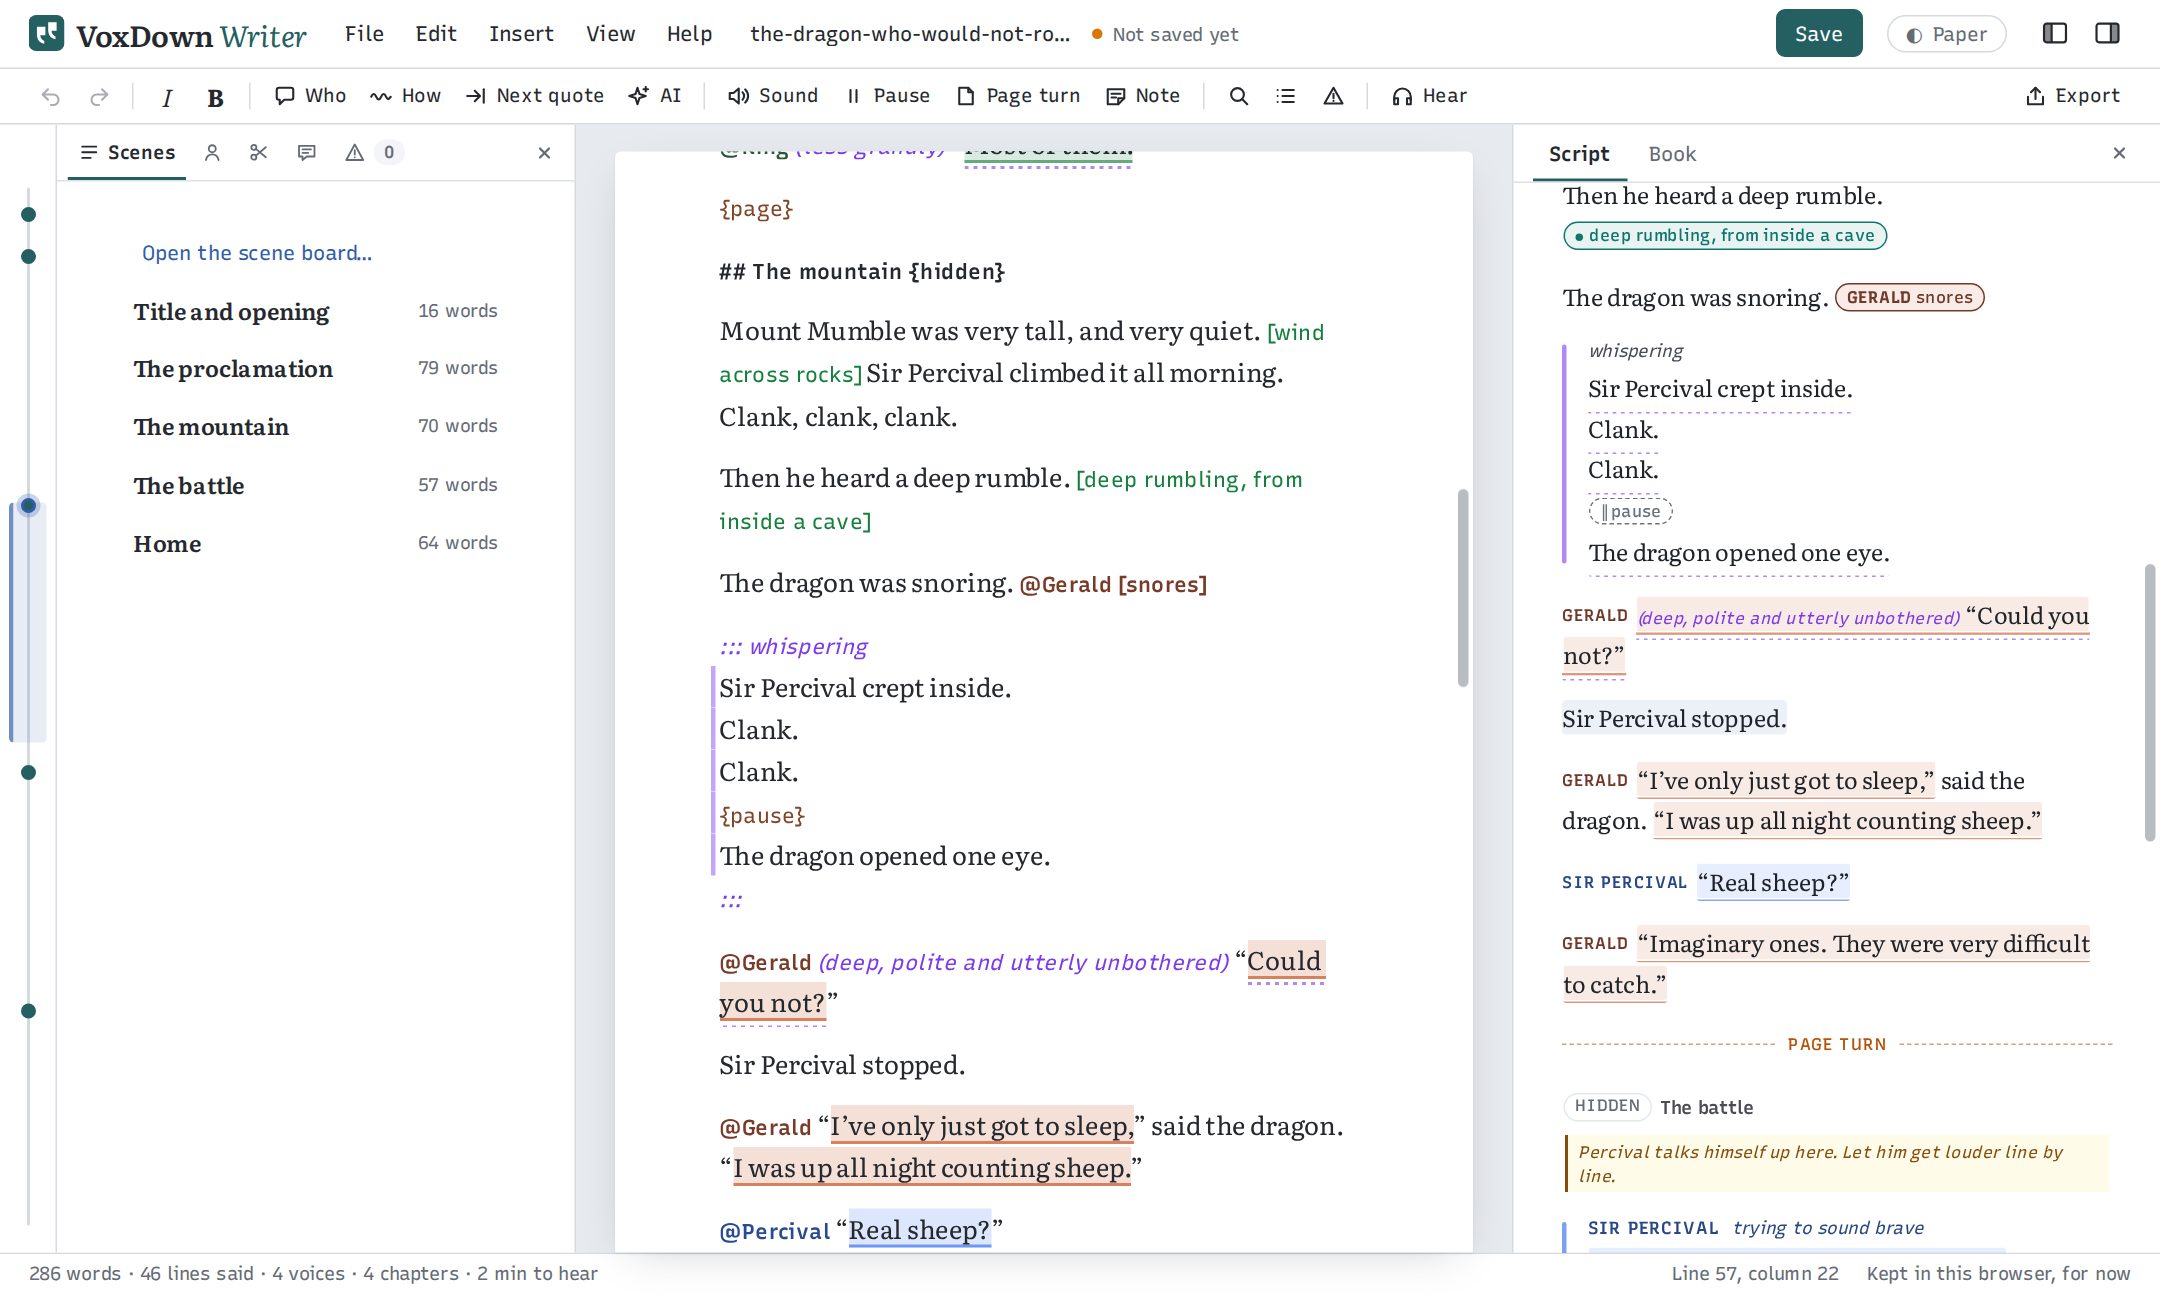 VoxDown Writer File Edit Insert View Help the-dragon-who-would-not-ro... Not saved yet Save Paper
I B Who How Next quote AI Sound Pause Page turn Note Hear Export
Scenes 0
Open the scene board...
Title and opening 16 words
The proclamation 79 words
The mountain 70 words
The battle 57 words
Home 64 words
@King (less grandly) Most of them.
{page}
## The mountain {hidden}
Mount Mumble was very tall, and very quiet. [wind
across rocks] Sir Percival climbed it all morning.
Clank, clank, clank.
Then he heard a deep rumble. [deep rumbling, from
inside a cave]
The dragon was snoring. @Gerald [snores]
::: whispering
Sir Percival crept inside.
Clank.
Clank.
{pause}
The dragon opened one eye.
:::
@Gerald (deep, polite and utterly unbothered) “Could
you not?”
Sir Percival stopped.
@Gerald “I’ve only just got to sleep,” said the dragon.
“I was up all night counting sheep.”
@Percival “Real sheep?”
Script Book
Then he heard a deep rumble.
deep rumbling, from inside a cave
The dragon was snoring. GERALD snores
whispering
Sir Percival crept inside.
Clank.
Clank.
pause
The dragon opened one eye.
GERALD (deep, polite and utterly unbothered) “Could you
not?”
Sir Percival stopped.
GERALD “I’ve only just got to sleep,” said the
dragon. “I was up all night counting sheep.”
SIR PERCIVAL “Real sheep?”
GERALD “Imaginary ones. They were very difficult
to catch.”
PAGE TURN
HIDDEN The battle
Percival talks himself up here. Let him get louder line by
line.
SIR PERCIVAL trying to sound brave
286 words · 46 lines said · 4 voices · 4 chapters · 2 min to hear
Line 57, column 22 Kept in this browser, for now